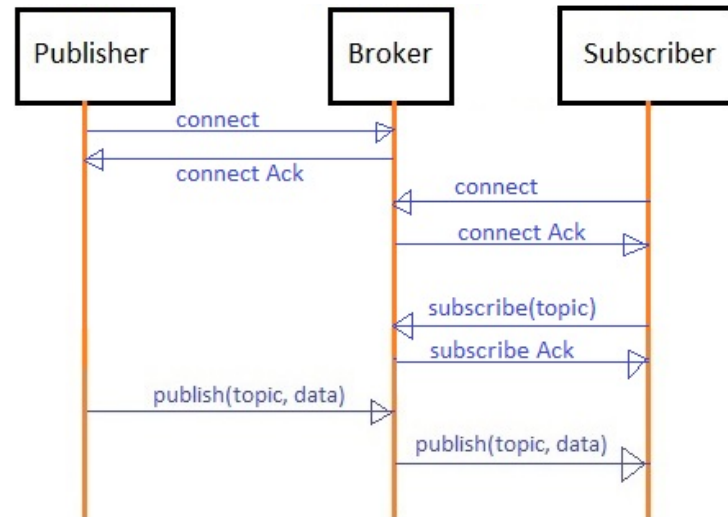 Publisher
Broker
Subscriber
connect
connect Ack
connect
connect Ack
subscribe(topic)
subscribe Ack
publish(topic, data)
publish(topic, data)